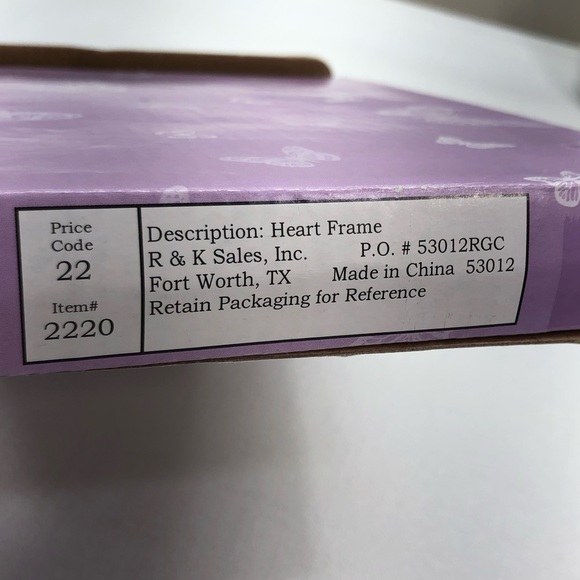 Price
Code
22
Item#
2220
Description: Heart Frame
R & K Sales, Inc. P.O. # 53012RGC
Fort Worth, TX Made in China 53012
Retain Packaging for Reference